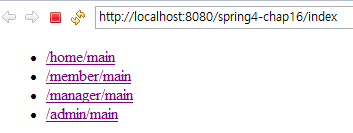 http://localhost:8080/spring4-chap16/index
/home/main
/member/main
/manager/main
/admin/main